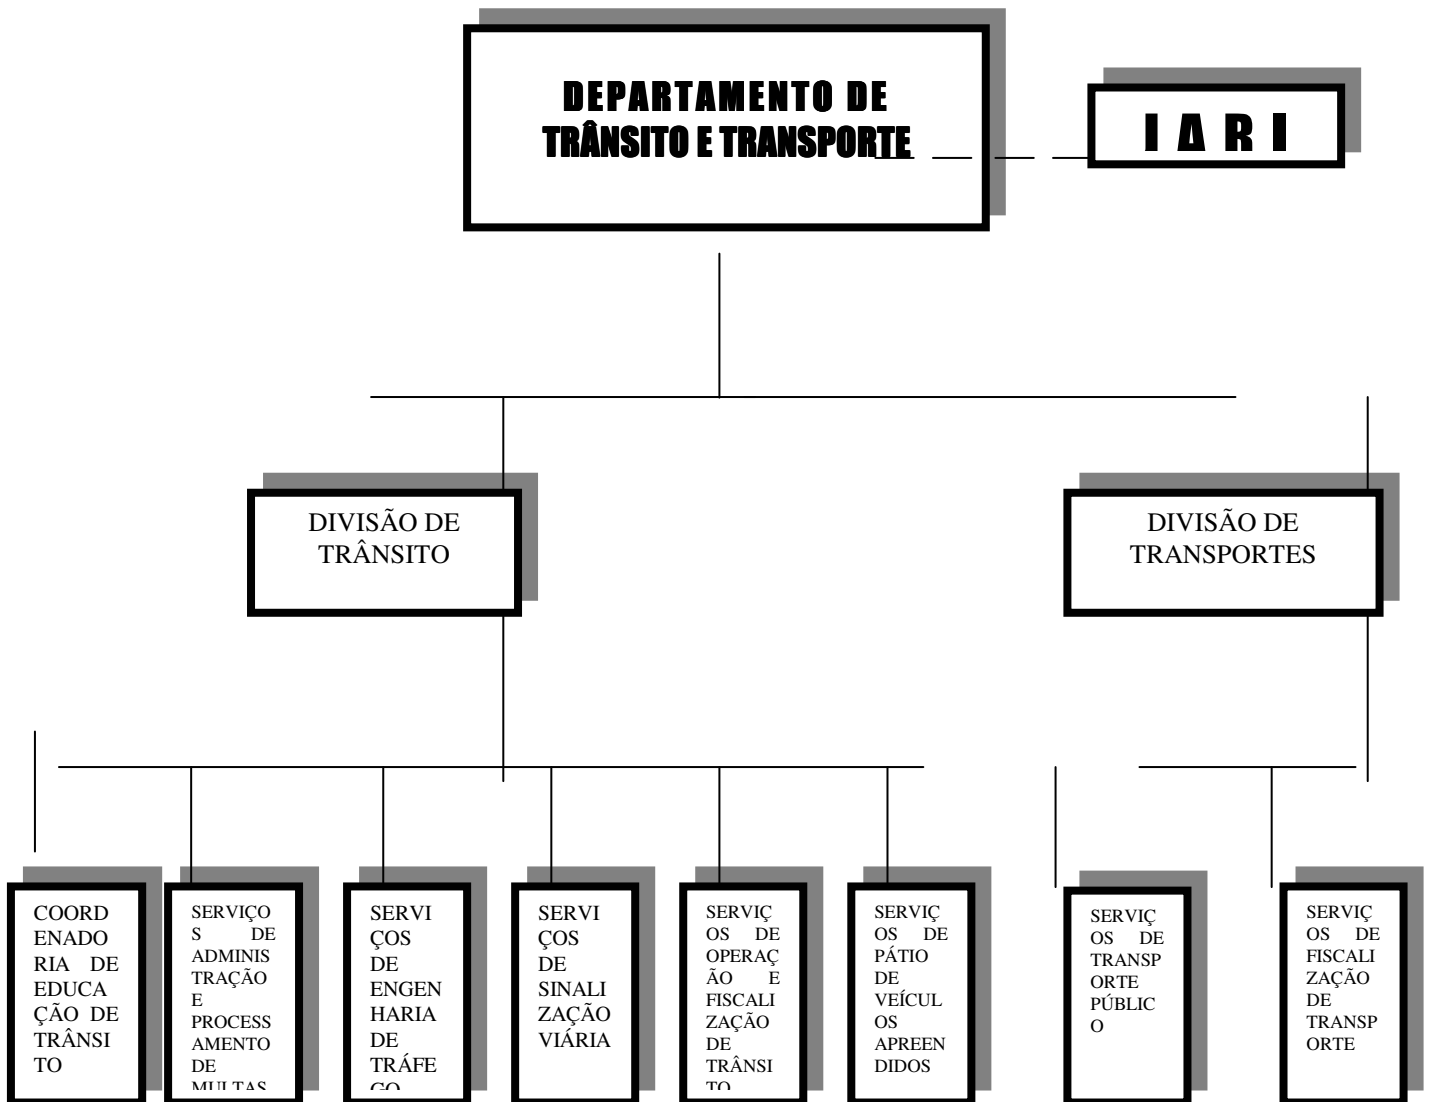 DEPARTAMENTO DE
TRÂNSITO E TRANSPORTE
DIVISÃO DE
TRÂNSITO
DIVISÃO DE
TRANSPORTES
COORD
ENADO
RIA DE
EDUCA
ÇÃO DE
TRÂNSI
TO
SERVIÇO
S DE
ADMINIS
TRAÇÃO
E
PROCESS
AMENTO
DE
MULTAS
SERVI
ÇOS
DE
ENGEN
HARIA
DE
TRÁFE
GO
SERVI
ÇOS
DE
SINALI
ZAÇÃO
VIÁRIA
SERVIÇ
OS DE
OPERAÇ
ÃO E
FISCALI
ZAÇÃO
DE
TRÂNSI
TO
SERVIÇ
OS DE
PÁTIO
DE
VEÍCUL
OS
APREEN
DIDOS
SERVIÇ
OS DE
TRANSP
ORTE
PÚBLIC
O
SERVIÇ
OS DE
FISCALI
ZAÇÃO
DE
TRANSP
ORTE